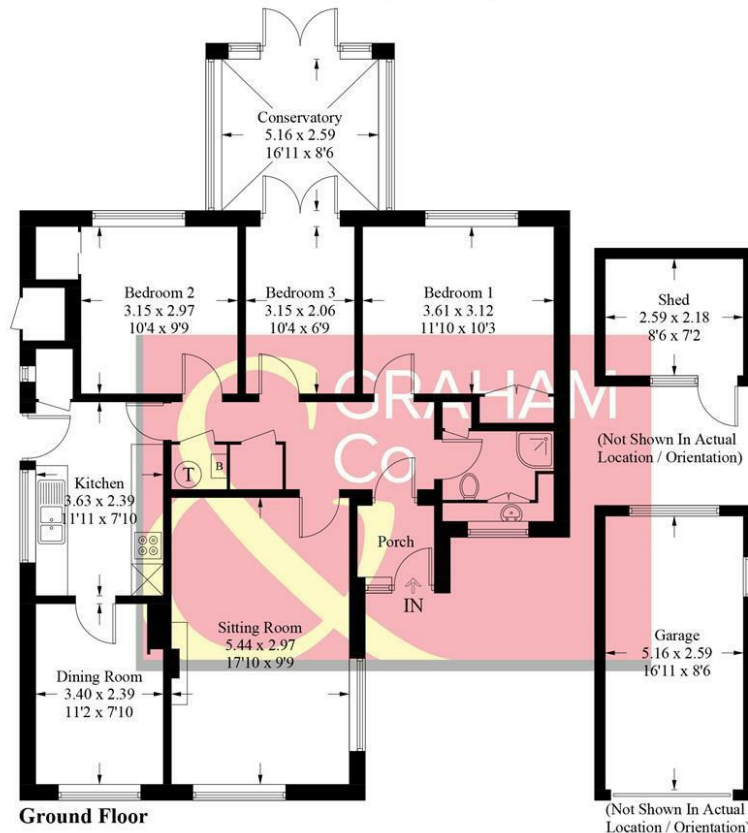 Conservatory
5.16 x 2.59
16'11 x 8'6
Bedroom 2
3.15 x 2.97
10'4 x 9'9
Bedroom 3
3.15 x 2.06
10'4 x 6'9
Bedroom 1
3.61 x 3.12
11'10 x 10'3
Shed
2.59 x 2.18
8'6 x 7'2
(Not Shown In Actual
Location / Orientation)
&
GRAHAM
Co
T
B
Kitchen
3.63 x 2.39
11'11 x 7'10
Porch
IN
Sitting Room
5.44 x 2.97
17'10 x 9'9
Dining Room
3.40 x 2.39
11'2 x 7'10
Garage
5.16 x 2.59
16'11 x 8'6
(Not Shown In Actual
Location / Orientation)
Ground Floor